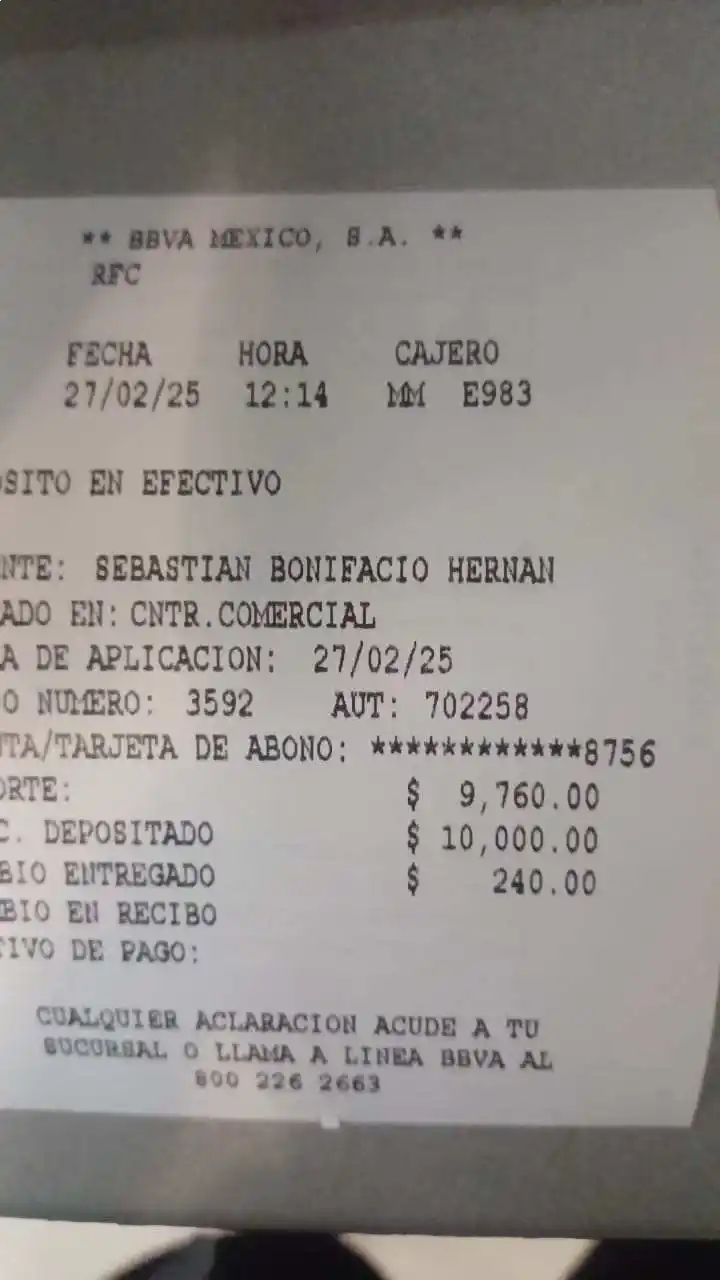 ** BBVA MEXICO, S.A. **
RFC
FECHA HORA CAJERO
27/02/25 12:14 MM E983
OSITO EN EFECTIVO
NTE: SEBASTIAN BONIFACIO HERNAN
ADO EN: CNTR.COMERCIAL
A DE APLICACION: 27/02/25
O NUMERO: 3592 AUT: 702258
NTA/TARJETA DE ABONO: ************8756
ORTE: $ 9,760.00
C. DEPOSITADO $ 10,000.00
BIO ENTREGADO $ 240.00
BIO EN RECIBO
TIVO DE PAGO:
CUALQUIER ACLARACION ACUDE A TU
SUCURSAL O LLAMA A LINEA BBVA AL
800 226 2663